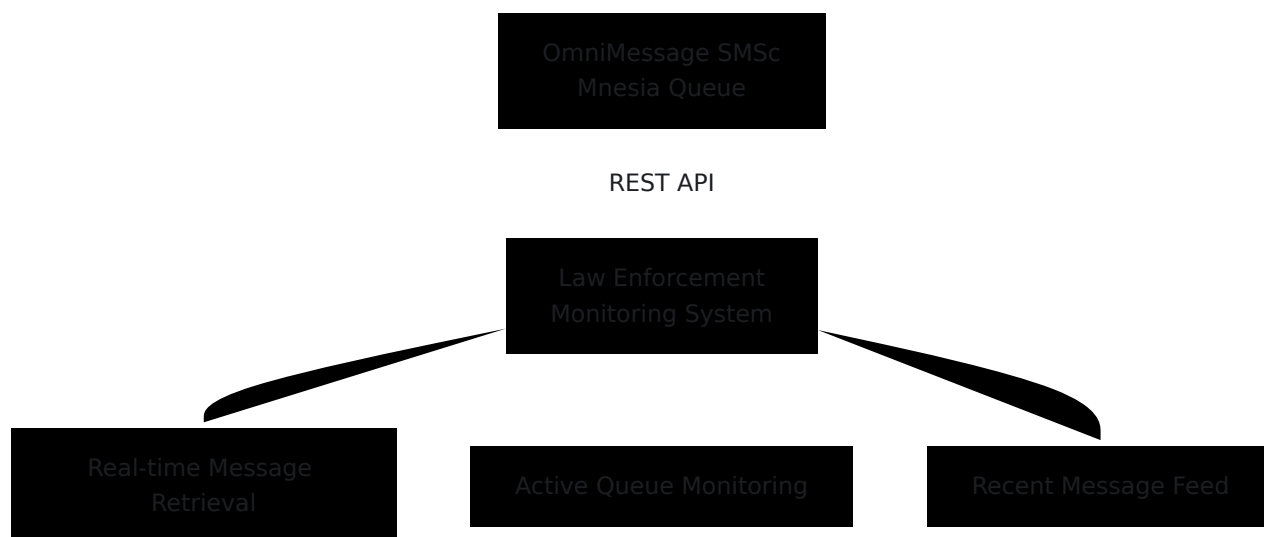 OmniMessage SMSc
Mnesia Queue
REST API
Law Enforcement
Monitoring System
Real-time Message
Retrieval
Active Queue Monitoring
Recent Message Feed